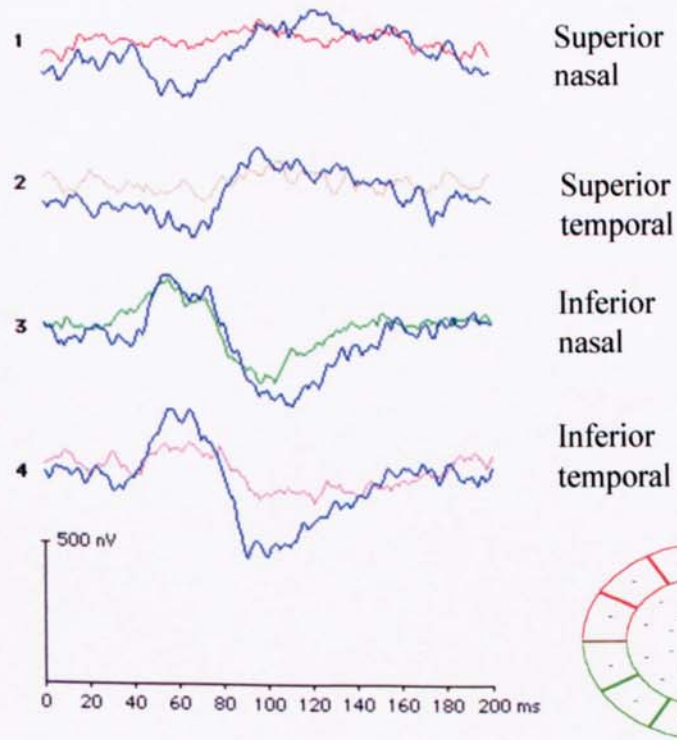 1
Superior
nasal
2
Superior
temporal
3
Inferior
nasal
4
Inferior
temporal
500 nV
0 20 40 60 80 100 120 140 160 180 200 ms